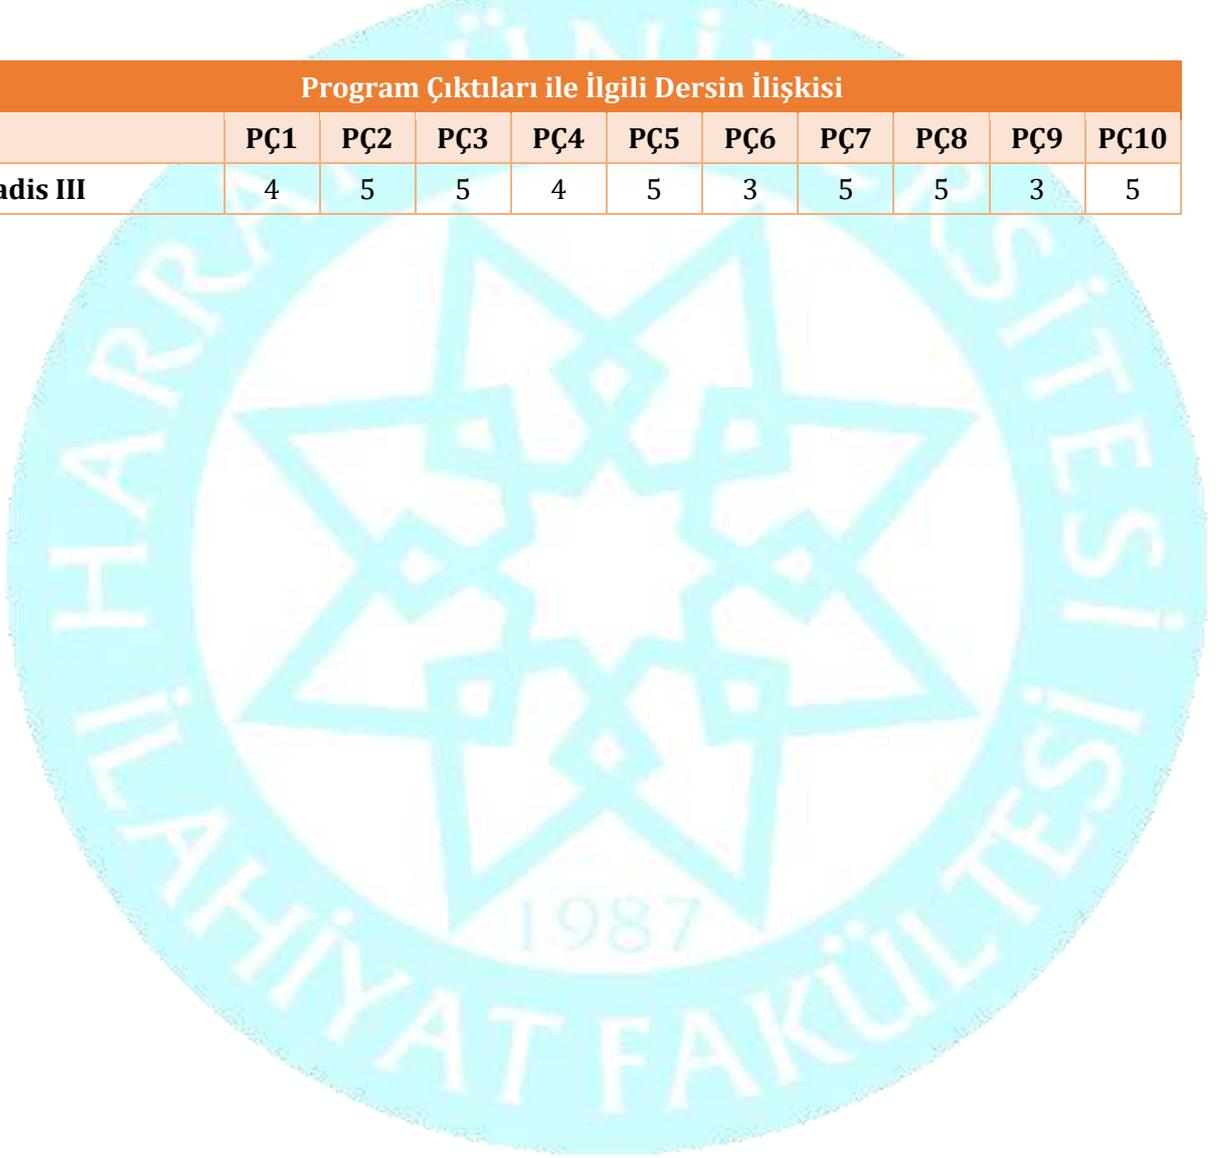 Program Çıktıları ile İlgili Dersin İlişkisi
PÇ1 PÇ2 PÇ3 PÇ4 PÇ5 PÇ6 PÇ7 PÇ8 PÇ9 PÇ10
adis III 4 5 5 4 5 3 5 5 3 5
HARRAN ÜNİVERSİTESİ
1987
İLAHİYAT FAKÜLTESİ